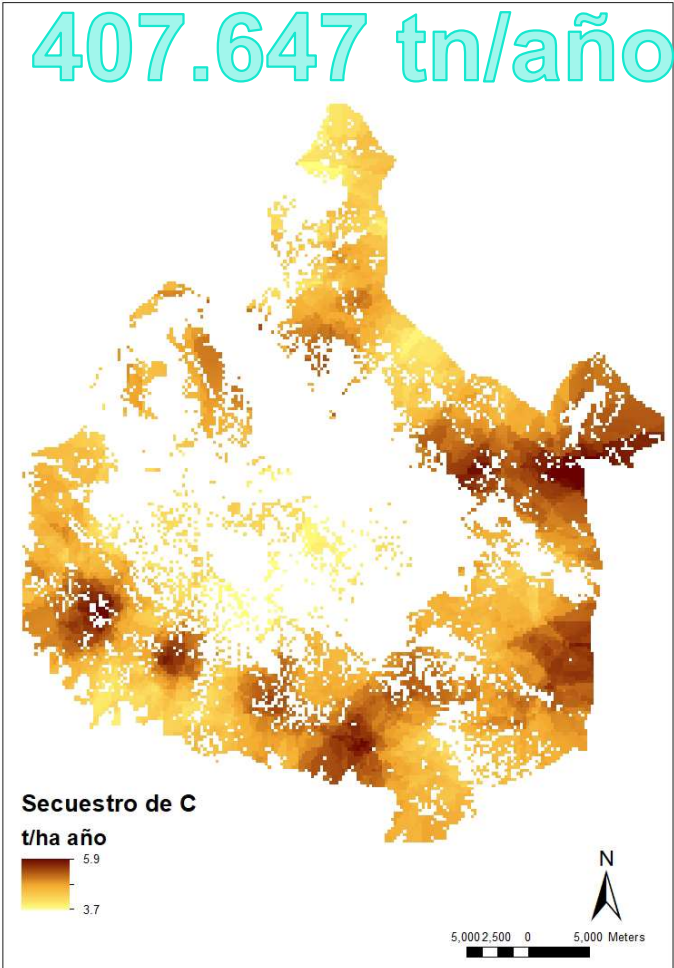 407.647 tn/año
Secuestro de C
t/ha año
5.9
3.7
N
5,000 2,500 0 5,000 Meters